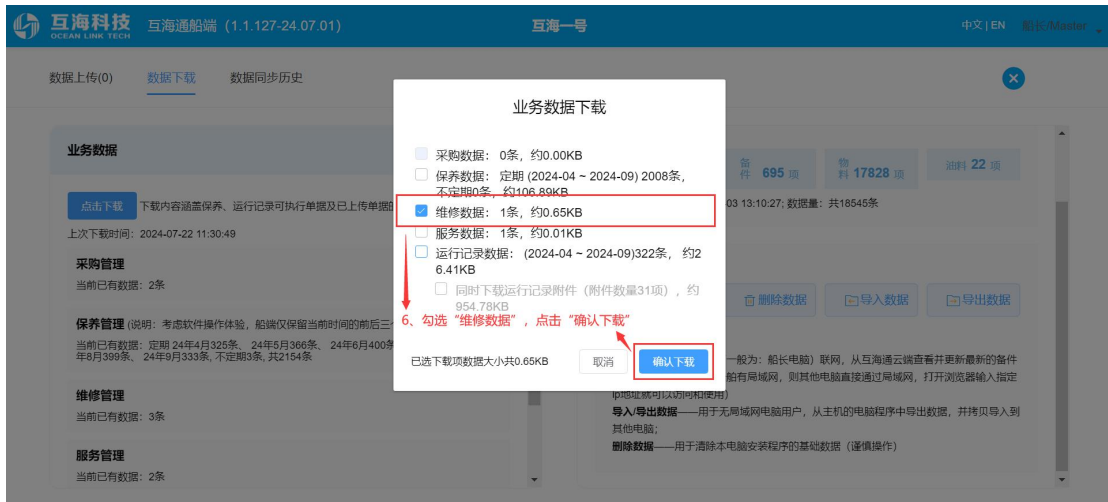 互海科技
OCEAN LINK TECH
互海通船端 (1.1.127-24.07.01)
互海一号
中文 | EN
船长/Master
数据上传(0) 数据下载 数据同步历史
业务数据
点击下载 下载内容涵盖保养、运行记录可执行单据及已上传单据的
上次下载时间：2024-07-22 11:30:49
采购管理
当前已有数据：2条
保养管理 (说明：考虑软件操作体验，船端仅保留当前时间的前后三
当前已有数据：定期 24年4月325条、 24年5月366条、 24年6月400条
年8月399条、 24年9月333条, 不定期3条, 共2154条
维修管理
当前已有数据：3条
服务管理
当前已有数据：2条
业务数据下载
采购数据： 0条，约0.00KB
保养数据： 定期 (2024-04 ~ 2024-09) 2008条，
不定期0条，约106.89KB
维修数据： 1条，约0.65KB
服务数据： 1条，约0.01KB
运行记录数据： (2024-04 ~ 2024-09)322条， 约2
6.41KB
同时下载运行记录附件（附件数量31项），约
954.78KB
6、勾选“维修数据”，点击“确认下载”
已选下载项数据大小共0.65KB
取消
确认下载
备件 695 项
物料 17828 项
油料 22 项
03 13:10:27; 数据量：共18545条
删除数据
导入数据
导出数据
一般为：船长电脑）联网，从互海通云端查看并更新最新的备件
船有局域网，则其他电脑直接通过局域网，打开浏览器输入指定
ip地址就可以访问和使用）
导入/导出数据——用于无局域网电脑用户，从主机的电脑程序中导出数据，并拷贝导入到
其他电脑；
删除数据——用于清除本电脑安装程序的基础数据（谨慎操作）